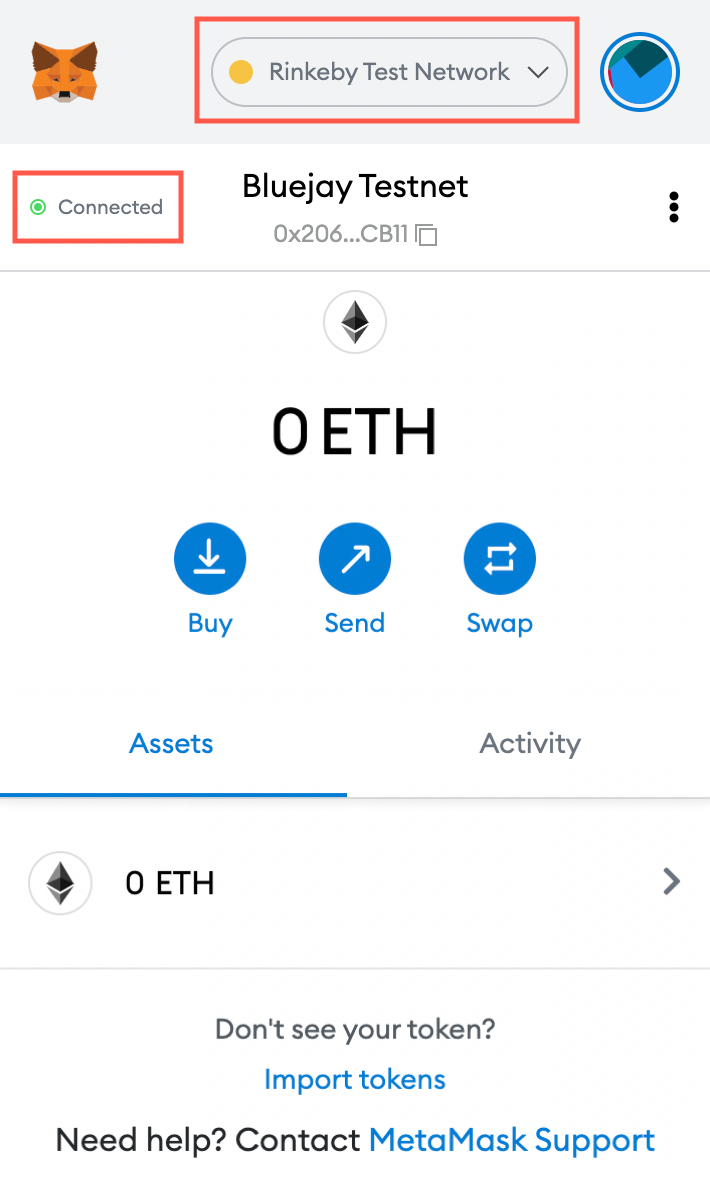 Rinkeby Test Network
Connected
Bluejay Testnet
0x206...CB11
0 ETH
Buy
Send
Swap
Assets
Activity
0 ETH
Don't see your token?
Import tokens
Need help? Contact MetaMask Support